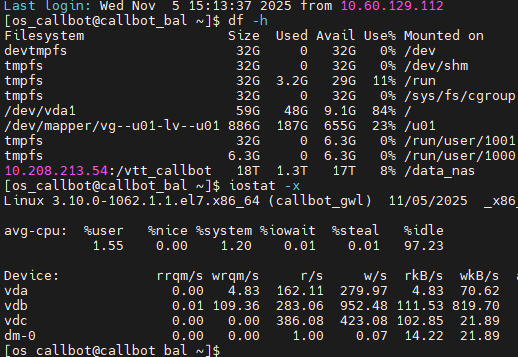 Last login: Wed Nov  5 15:13:37 2025 from 10.60.129.112
[os_callbot@callbot_bal ~]$ df -h
Filesystem                   Size  Used Avail Use% Mounted on
devtmpfs                      32G     0   32G   0% /dev
tmpfs                         32G     0   32G   0% /dev/shm
tmpfs                         32G  3.2G   29G  11% /run
tmpfs                         32G     0   32G   0% /sys/fs/cgroup
/dev/vda1                     59G   48G  9.1G  84% /
/dev/mapper/vg--u01-lv--u01  886G  187G  655G  23% /u01
tmpfs                         32G     0  6.3G   0% /run/user/1001
tmpfs                        6.3G     0  6.3G   0% /run/user/1000
10.208.213.54:/vtt_callbot    18T  1.3T   17T   8% /data_nas
[os_callbot@callbot_bal ~]$ iostat -x
Linux 3.10.0-1062.1.1.el7.x86_64 (callbot_gwl)  11/05/2025  _x86_
avg-cpu:  %user   %nice %system %iowait  %steal   %idle
           1.55    0.00    1.20    0.01    0.01   97.23
Device:         rrqm/s wrqm/s     r/s     w/s    rkB/s    wkB/s
vda               0.00   4.83  162.11  279.97     4.83    70.62
vdb               0.01 109.36  283.06  952.48   111.53   819.70
vdc               0.00   0.00  386.08  423.08   102.85    21.89
dm-0              0.00   0.00    1.00    0.07    14.22    21.89
[os_callbot@callbot_bal ~]$